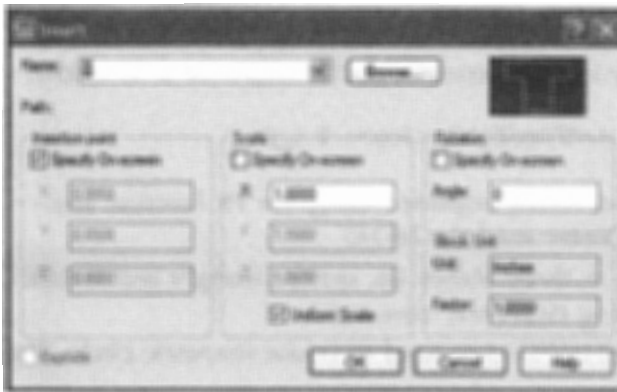 Insert
Name:
Browse...
Path:
Insertion point
Scale
Rotation
Specify On-screen
Specify On-screen
Specify On-screen
X:
1.0000
Angle: 0
Block Unit
Unit: Inches
Factor: 1.0000
Uniform Scale
Explode
OK
Cancel
Help